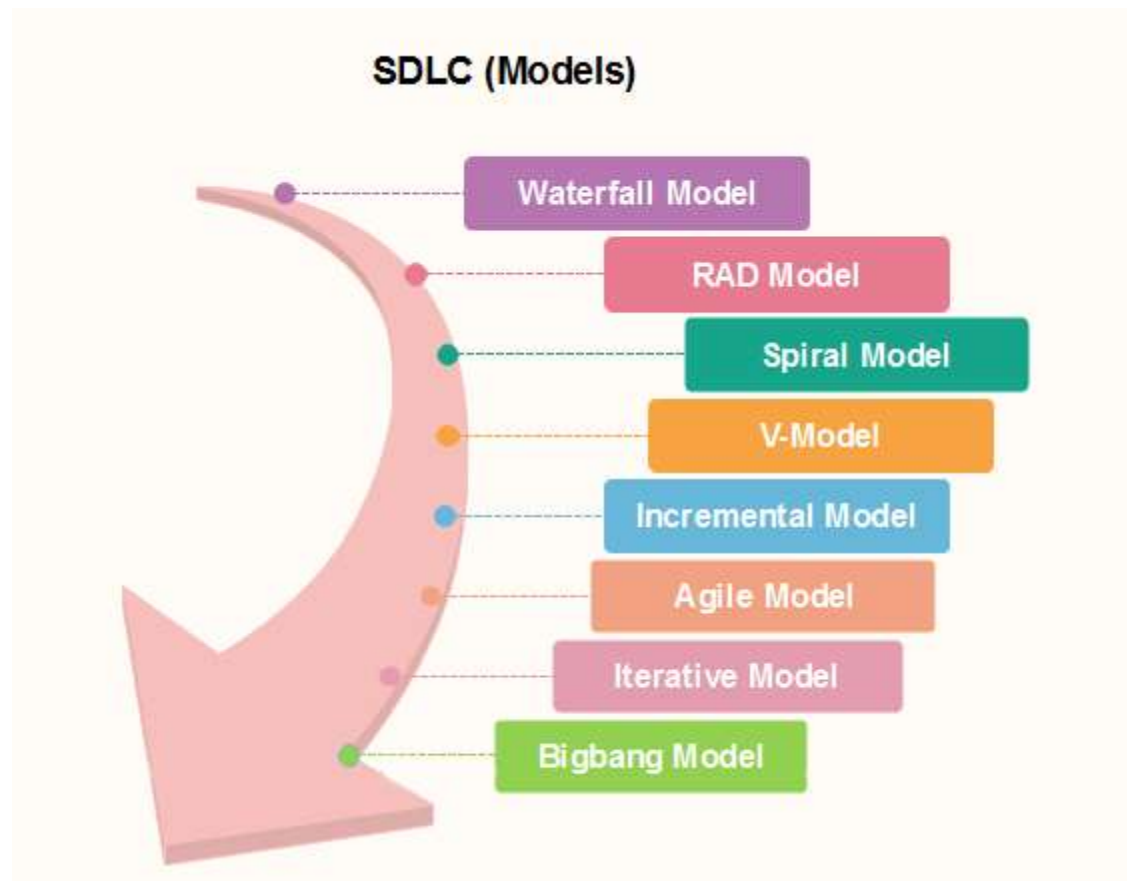 SDLC (Models)
Waterfall Model
RAD Model
Spiral Model
V-Model
Incremental Model
Agile Model
Iterative Model
Bigbang Model